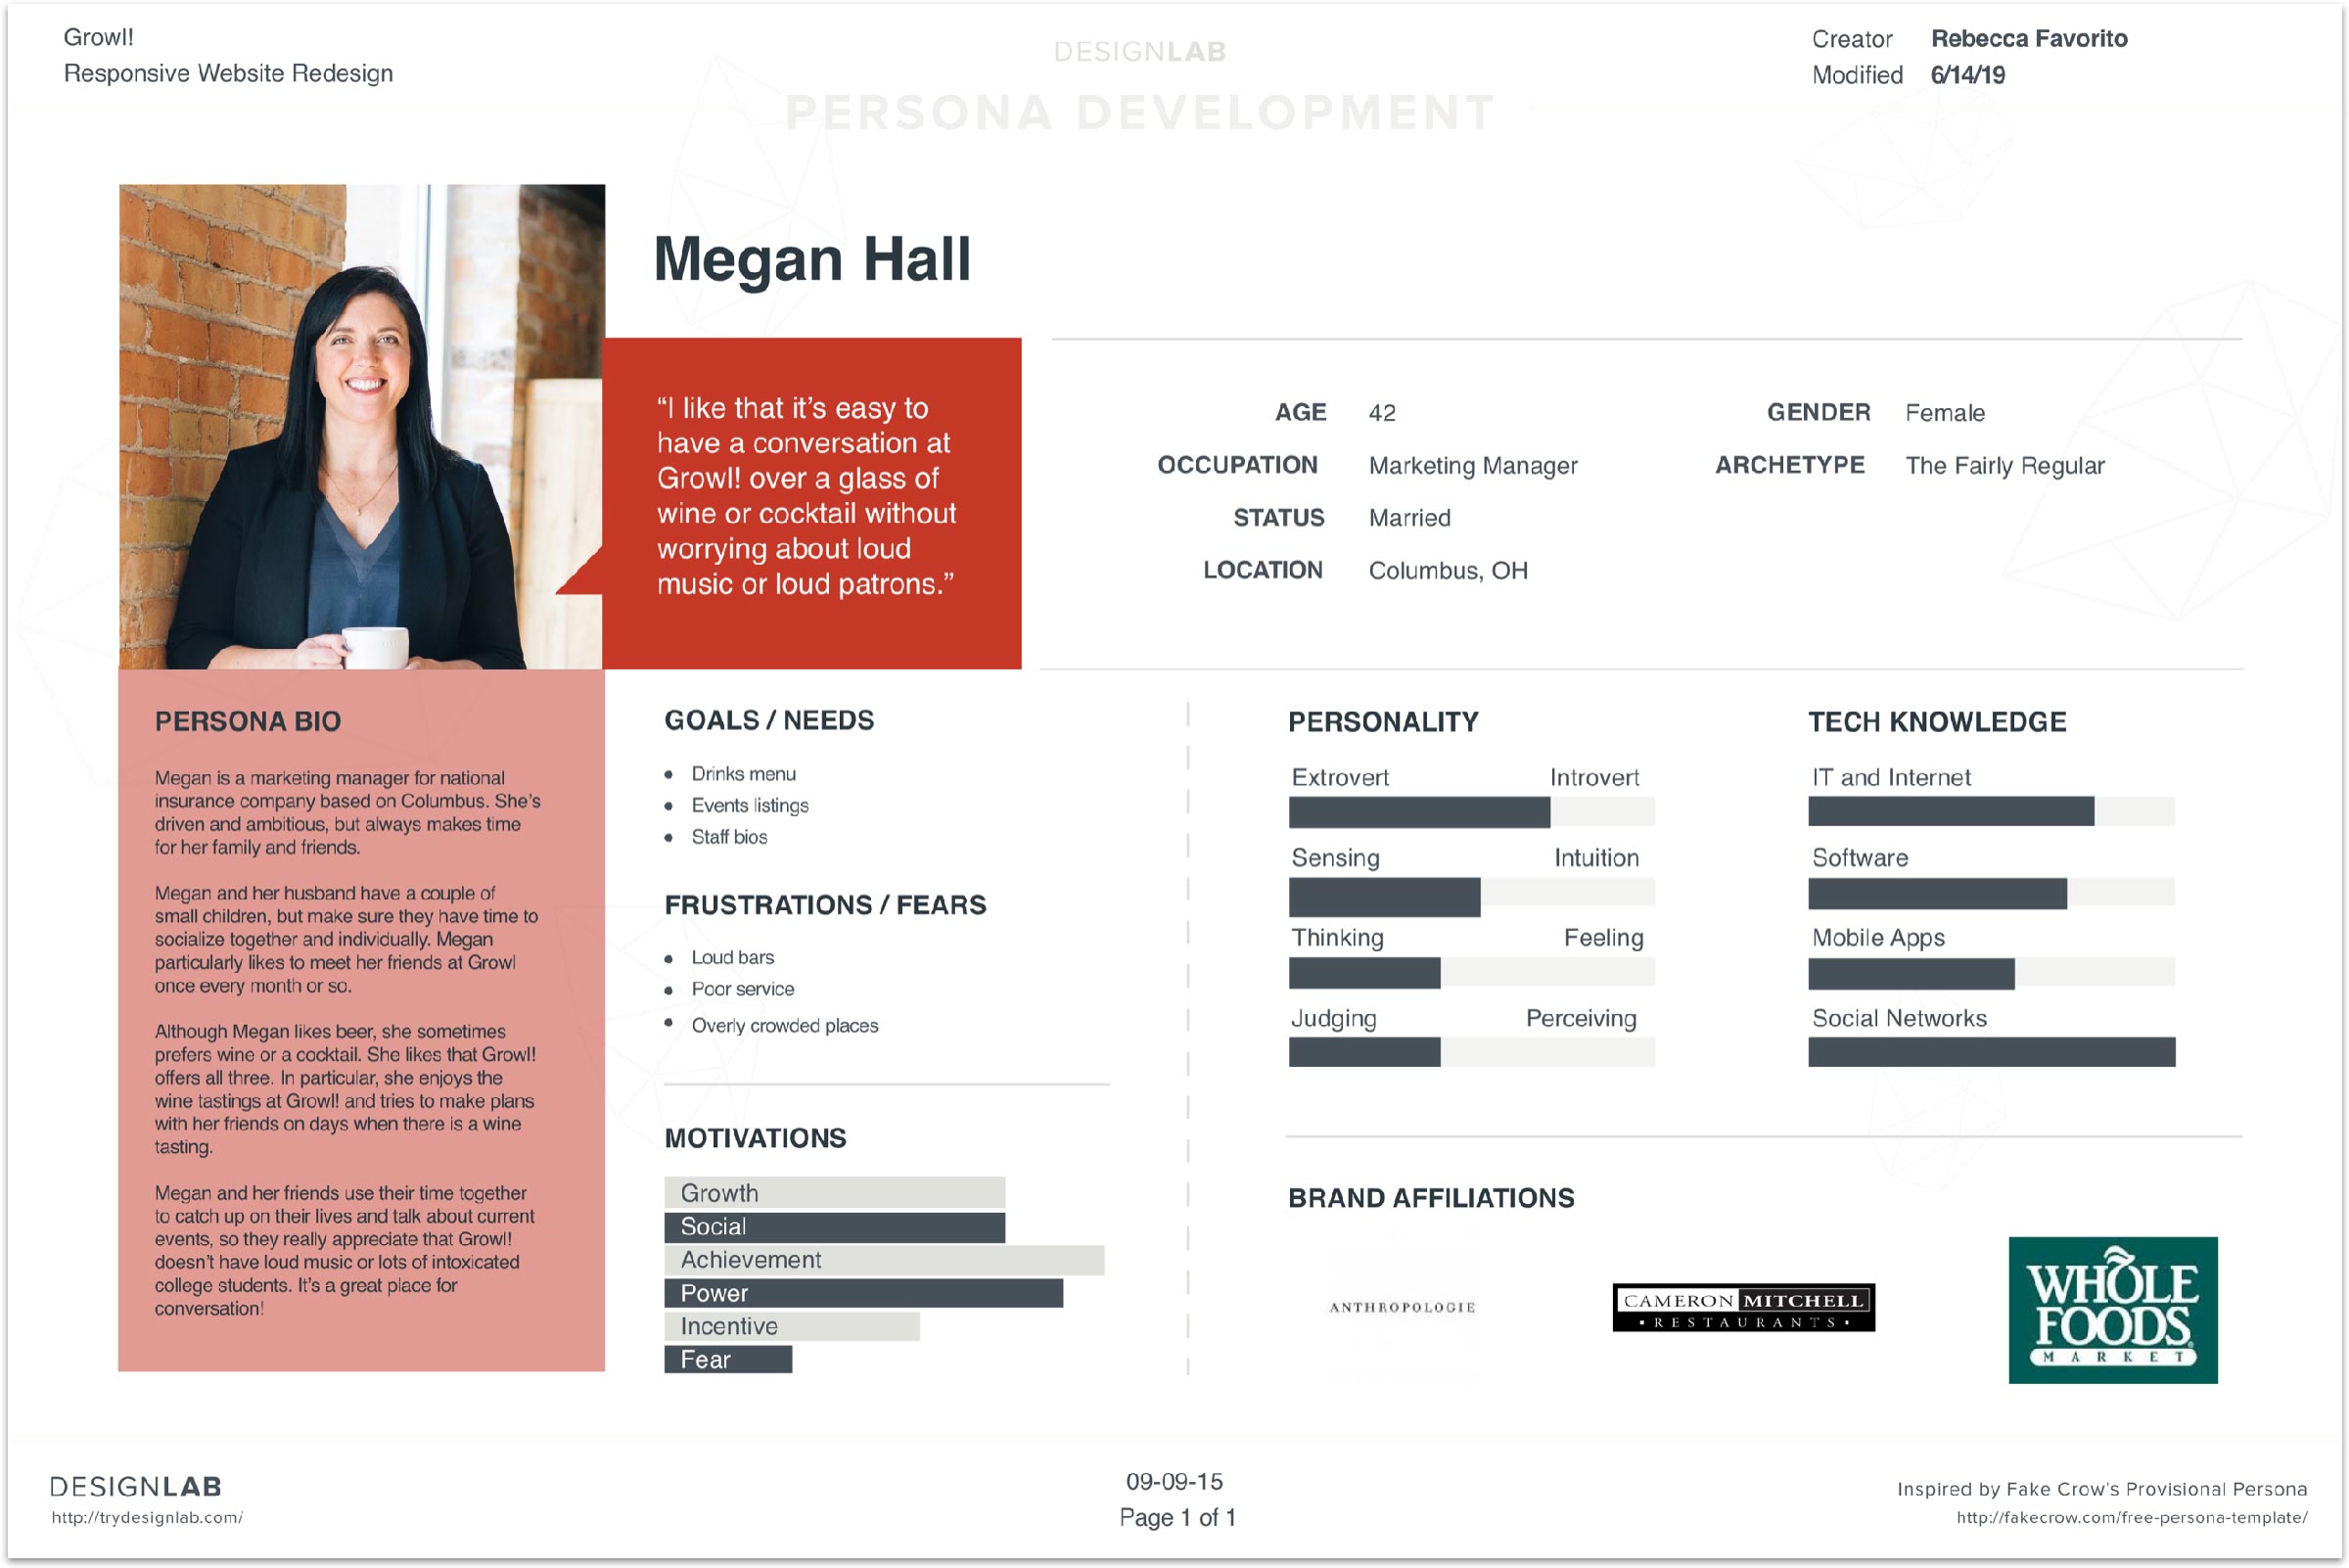 Growl!
Responsive Website Redesign
DESIGNLAB
PERSONA DEVELOPMENT
Creator Rebecca Favorito
Modified 6/14/19
Megan Hall
“I like that it’s easy to
have a conversation at
Growl! over a glass of
wine or cocktail without
worrying about loud
music or loud patrons.”
AGE 42
OCCUPATION Marketing Manager
STATUS Married
LOCATION Columbus, OH
GENDER Female
ARCHETYPE The Fairly Regular
PERSONA BIO
Megan is a marketing manager for national
insurance company based on Columbus. She’s
driven and ambitious, but always makes time
for her family and friends.
Megan and her husband have a couple of
small children, but make sure they have time to
socialize together and individually. Megan
particularly likes to meet her friends at Growl
once every month or so.
Although Megan likes beer, she sometimes
prefers wine or a cocktail. She likes that Growl!
offers all three. In particular, she enjoys the
wine tastings at Growl! and tries to make plans
with her friends on days when there is a wine
tasting.
Megan and her friends use their time together
to catch up on their lives and talk about current
events, so they really appreciate that Growl!
doesn’t have loud music or lots of intoxicated
college students. It’s a great place for
conversation!
GOALS / NEEDS
• Drinks menu
• Events listings
• Staff bios
FRUSTRATIONS / FEARS
• Loud bars
• Poor service
• Overly crowded places
MOTIVATIONS
Growth
Social
Achievement
Power
Incentive
Fear
PERSONALITY
Extrovert Introvert
Sensing Intuition
Thinking Feeling
Judging Perceiving
TECH KNOWLEDGE
IT and Internet
Software
Mobile Apps
Social Networks
BRAND AFFILIATIONS
ANTHROPOLOGIE
CAMERON MITCHELL
• RESTAURANTS •
WHOLE
FOODS
MARKET
DESIGNLAB
http://trydesignlab.com/
09-09-15
Page 1 of 1
Inspired by Fake Crow’s Provisional Persona
http://fakecrow.com/free-persona-template/